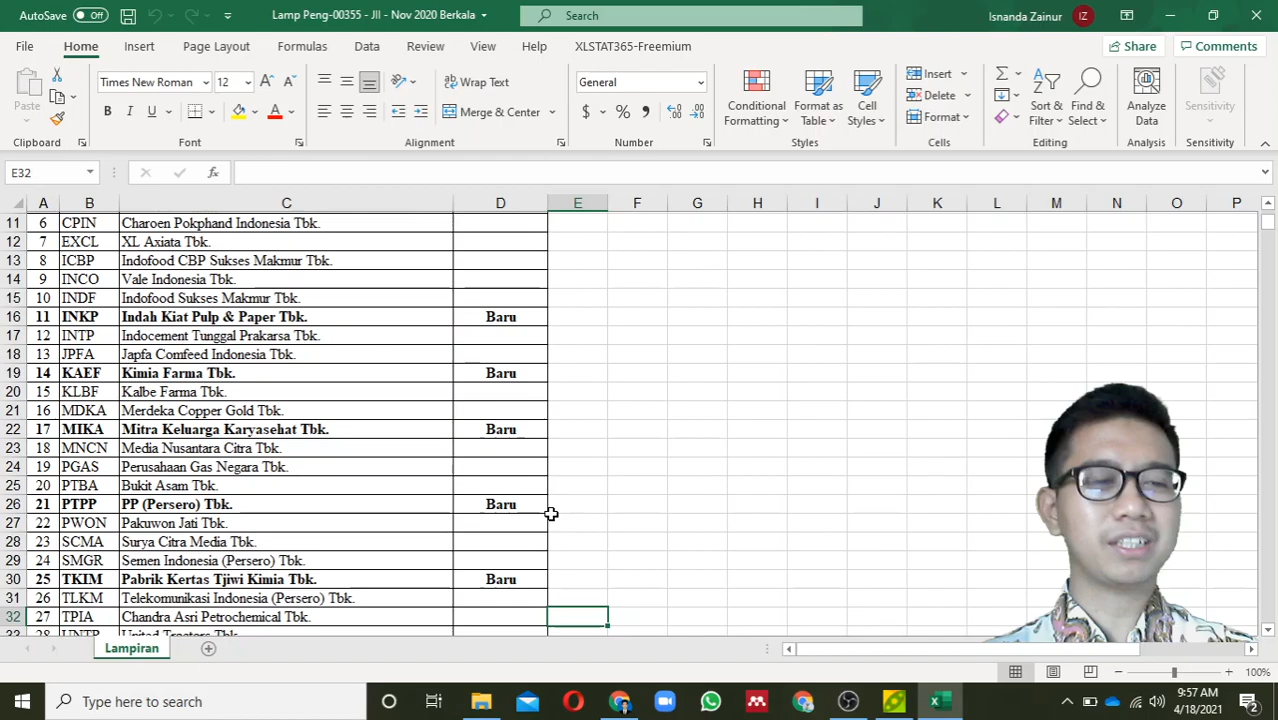 AutoSave Off Lamp Peng-00355 - JII - Nov 2020 Berkala Search Isnanda Zainur IZ
File Home Insert Page Layout Formulas Data Review View Help XLSTAT365-Freemium Share Comments
Paste Times New Roman 12 Wrap Text General Conditional Formatting Format as Table Cell Styles Insert Sort & Filter Find & Select Analyze Data Sensitivity
B I U Merge & Center $ % Delete
Format
Clipboard Font Alignment Number Styles Cells Editing Analysis Sensitivity
E32 fx
A B C D E F G H I J K L M N O P
11 6 CPIN Charoen Pokphand Indonesia Tbk.
12 7 EXCL XL Axiata Tbk.
13 8 ICBP Indofood CBP Sukses Makmur Tbk.
14 9 INCO Vale Indonesia Tbk.
15 10 INDF Indofood Sukses Makmur Tbk.
16 11 INKP Indah Kiat Pulp & Paper Tbk. Baru
17 12 INTP Indocement Tunggal Prakarsa Tbk.
18 13 JPFA Japfa Comfeed Indonesia Tbk.
19 14 KAEF Kimia Farma Tbk. Baru
20 15 KLBF Kalbe Farma Tbk.
21 16 MDKA Merdeka Copper Gold Tbk.
22 17 MIKA Mitra Keluarga Karyasehat Tbk. Baru
23 18 MNCN Media Nusantara Citra Tbk.
24 19 PGAS Perusahaan Gas Negara Tbk.
25 20 PTBA Bukit Asam Tbk.
26 21 PTPP PP (Persero) Tbk. Baru
27 22 PWON Pakuwon Jati Tbk.
28 23 SCMA Surya Citra Media Tbk.
29 24 SMGR Semen Indonesia (Persero) Tbk.
30 25 TKIM Pabrik Kertas Tjiwi Kimia Tbk. Baru
31 26 TLKM Telekomunikasi Indonesia (Persero) Tbk.
32 27 TPIA Chandra Asri Petrochemical Tbk.
33 28 UNTR United Tractors Tbk.
Lampiran
100%
Type here to search 9:57 AM
4/18/2021 2